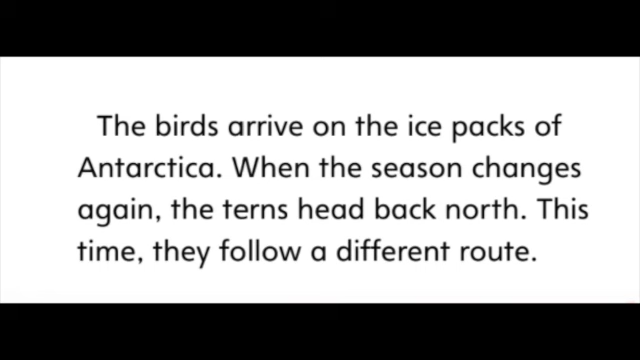 The birds arrive on the ice packs of
Antarctica. When the season changes
again, the terns head back north. This
time, they follow a different route.